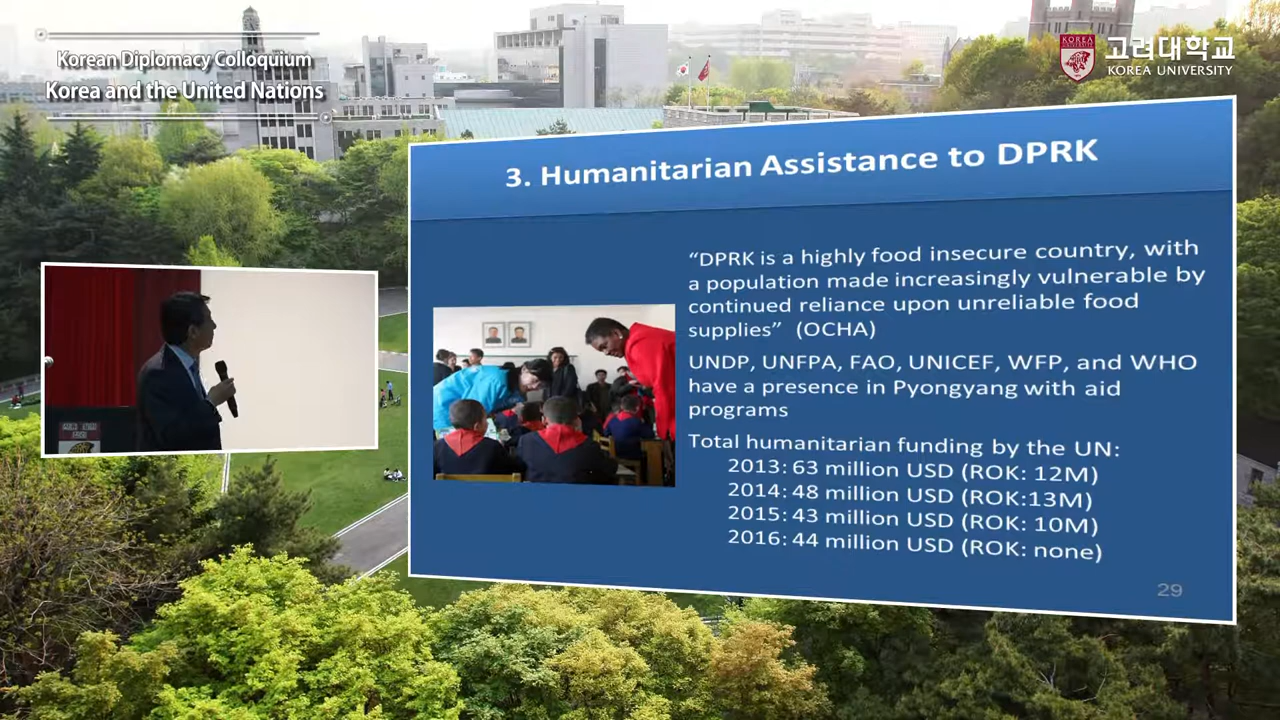 Korean Diplomacy Colloquium
Korea and the United Nations
KOREA
고려대학교
KOREA UNIVERSITY
3. Humanitarian Assistance to DPRK
“DPRK is a highly food insecure country, with
a population made increasingly vulnerable by
continued reliance upon unreliable food
supplies” (OCHA)
UNDP, UNFPA, FAO, UNICEF, WFP, and WHO
have a presence in Pyongyang with aid
programs
Total humanitarian funding by the UN:
2013: 63 million USD (ROK: 12M)
2014: 48 million USD (ROK:13M)
2015: 43 million USD (ROK: 10M)
2016: 44 million USD (ROK: none)
29